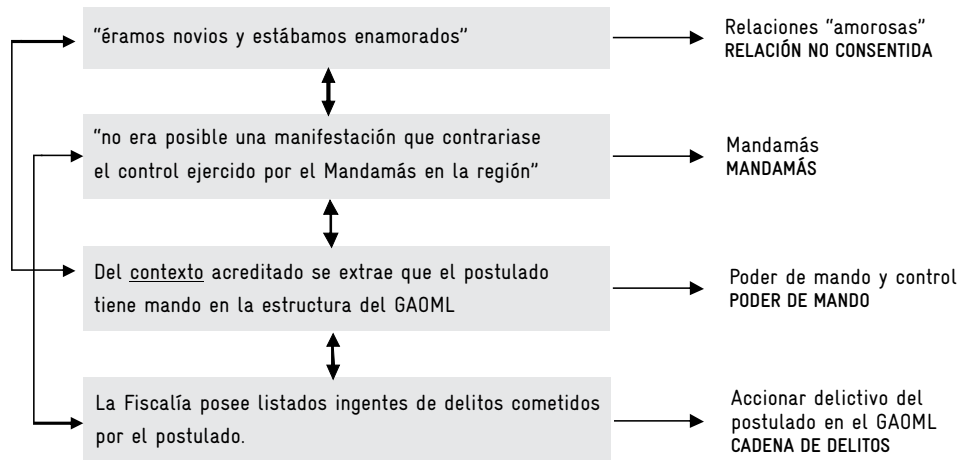 "éramos novios y estábamos enamorados"
Relaciones "amorosas"
RELACIÓN NO CONSENTIDA
"no era posible una manifestación que contrariase
el control ejercido por el Mandamás en la región"
Mandamás
MANDAMÁS
Del contexto acreditado se extrae que el postulado
tiene mando en la estructura del GAOML
Poder de mando y control
PODER DE MANDO
La Fiscalía posee listados ingentes de delitos cometidos
por el postulado.
Accionar delictivo del
postulado en el GAOML
CADENA DE DELITOS